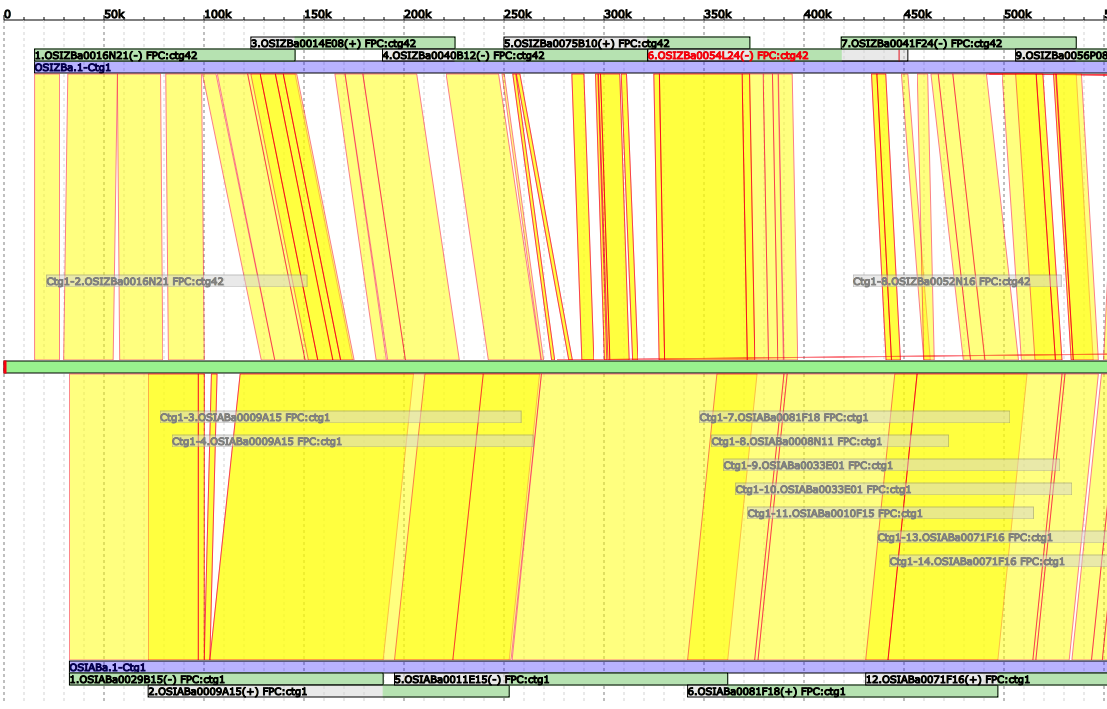 0 50k 100k 150k 200k 250k 300k 350k 400k 450k 500k
3.OSIZBa0014E08(+) FPC:ctg42 5.OSIZBa0075B10(+) FPC:ctg42 7.OSIZBa0041F24(-) FPC:ctg42
1.OSIZBa0016N21(-) FPC:ctg42 4.OSIZBa0040B12(-) FPC:ctg42 6.OSIZBa0054L24(-) FPC:ctg42 9.OSIZBa0056P08
OSIZBa.1-Ctg1
Ctg1-2.OSIZBa0016N21 FPC:ctg42 Ctg1-8.OSIZBa0052N16 FPC:ctg42
Ctg1-3.OSIABa0009A15 FPC:ctg1 Ctg1-7.OSIABa0081F18 FPC:ctg1
Ctg1-4.OSIABa0009A15 FPC:ctg1 Ctg1-8.OSIABa0008N11 FPC:ctg1
Ctg1-9.OSIABa0033E01 FPC:ctg1
Ctg1-10.OSIABa0033E01 FPC:ctg1
Ctg1-11.OSIABa0010F15 FPC:ctg1
Ctg1-13.OSIABa0071F16 FPC:ctg1
Ctg1-14.OSIABa0071F16 FPC:ctg1
OSIABa.1-Ctg1
1.OSIABa0029B15(-) FPC:ctg1 5.OSIABa0011E15(-) FPC:ctg1 12.OSIABa0071F16(+) FPC:ctg1
2.OSIABa0009A15(+) FPC:ctg1 6.OSIABa0081F18(+) FPC:ctg1